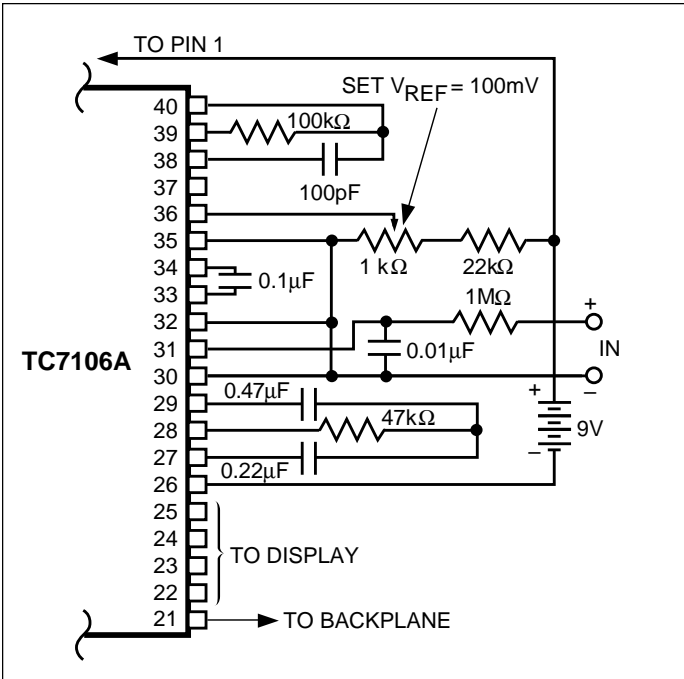 TO PIN 1
SET VREF = 100mV
40
39
100kΩ
38
37
100pF
36
35
1 kΩ
22kΩ
34
0.1μF
33
1MΩ
32
+
31
0.01μF
IN
TC7106A
30
–
29
0.47μF
+
28
47kΩ
9V
27
–
0.22μF
26
25
24
TO DISPLAY
23
22
21
TO BACKPLANE